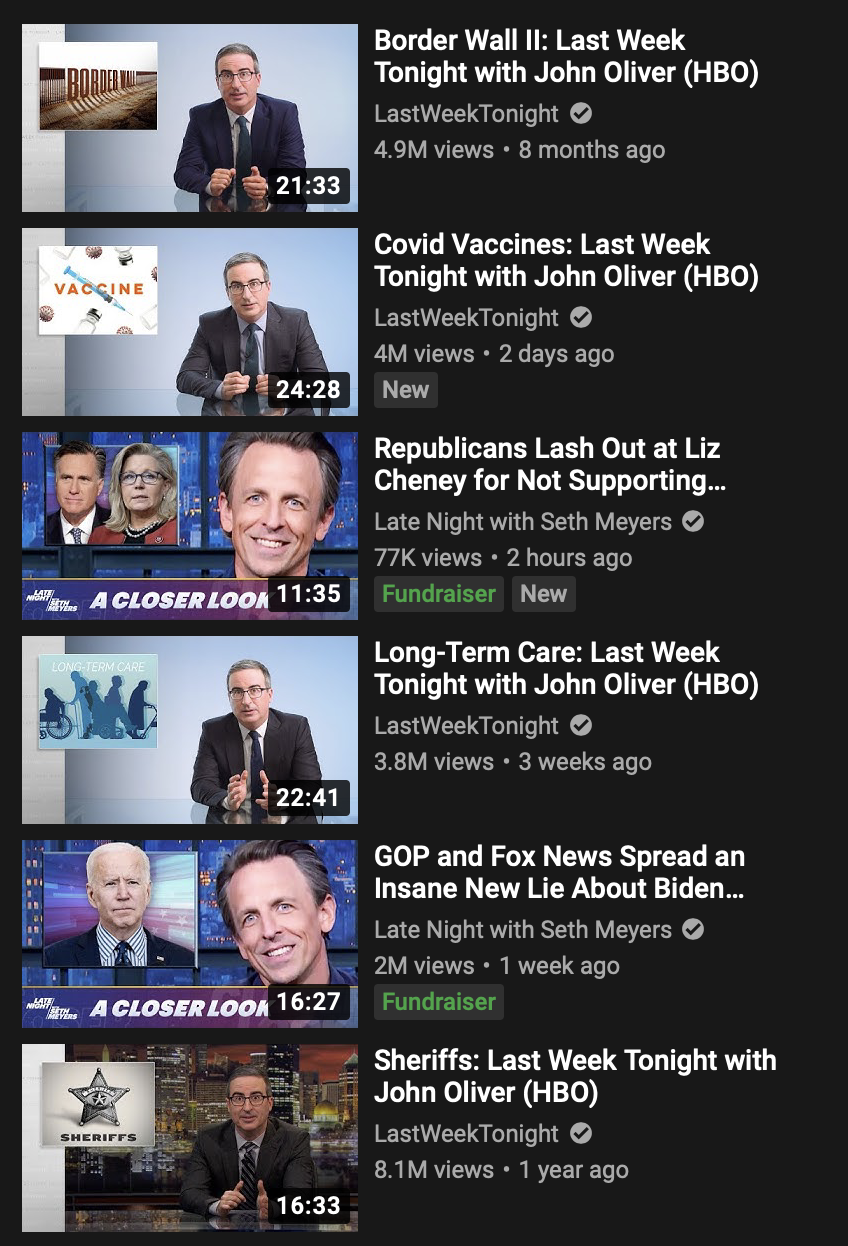 BORDER WALL
21:33
Border Wall II: Last Week
Tonight with John Oliver (HBO)
LastWeekTonight
4.9M views • 8 months ago
VACCINE
24:28
Covid Vaccines: Last Week
Tonight with John Oliver (HBO)
LastWeekTonight
4M views • 2 days ago
New
LATE
NIGHT
SETH
MEYERS
A CLOSER LOOK
11:35
Republicans Lash Out at Liz
Cheney for Not Supporting…
Late Night with Seth Meyers
77K views • 2 hours ago
Fundraiser New
LONG-TERM CARE
22:41
Long-Term Care: Last Week
Tonight with John Oliver (HBO)
LastWeekTonight
3.8M views • 3 weeks ago
LATE
NIGHT
SETH
MEYERS
A CLOSER LOOK
16:27
GOP and Fox News Spread an
Insane New Lie About Biden…
Late Night with Seth Meyers
2M views • 1 week ago
Fundraiser
SHERIFFS
16:33
Sheriffs: Last Week Tonight with
John Oliver (HBO)
LastWeekTonight
8.1M views • 1 year ago